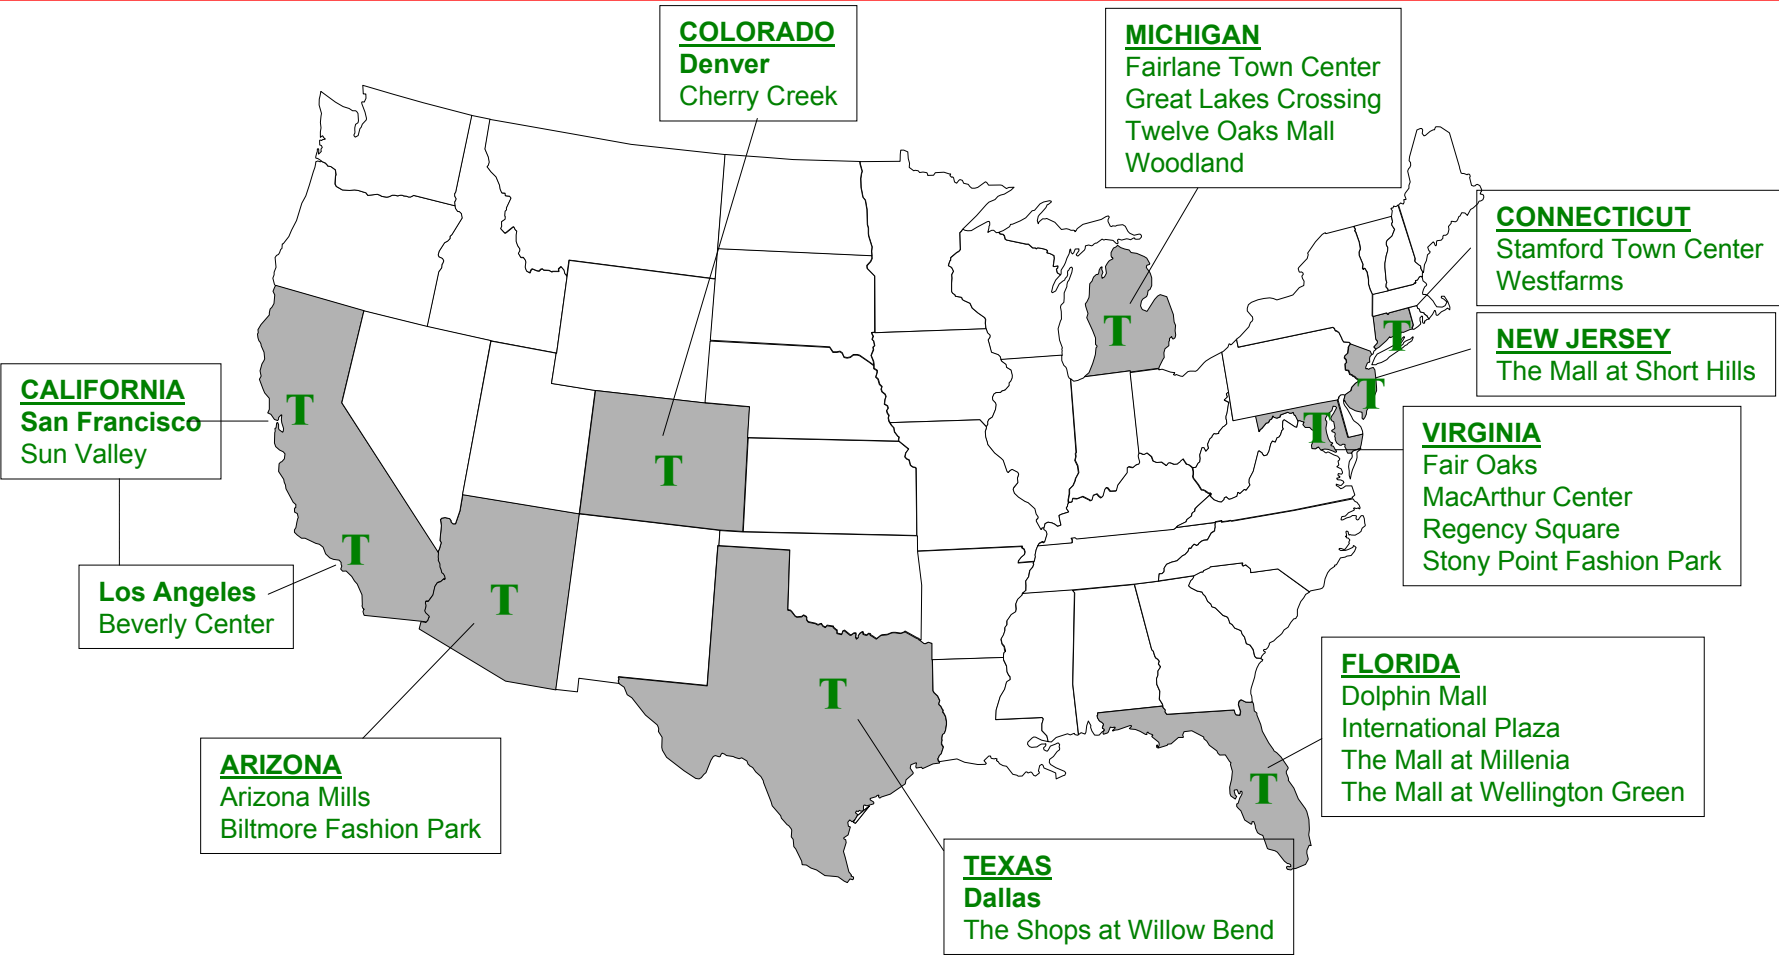 COLORADO
Denver
Cherry Creek
MICHIGAN
Fairlane Town Center
Great Lakes Crossing
Twelve Oaks Mall
Woodland
CONNECTICUT
Stamford Town Center
Westfarms
NEW JERSEY
The Mall at Short Hills
CALIFORNIA
San Francisco
Sun Valley
Los Angeles
Beverly Center
VIRGINIA
Fair Oaks
MacArthur Center
Regency Square
Stony Point Fashion Park
ARIZONA
Arizona Mills
Biltmore Fashion Park
FLORIDA
Dolphin Mall
International Plaza
The Mall at Millenia
The Mall at Wellington Green
TEXAS
Dallas
The Shops at Willow Bend
T
T
T
T
T
T
T
T
T
T